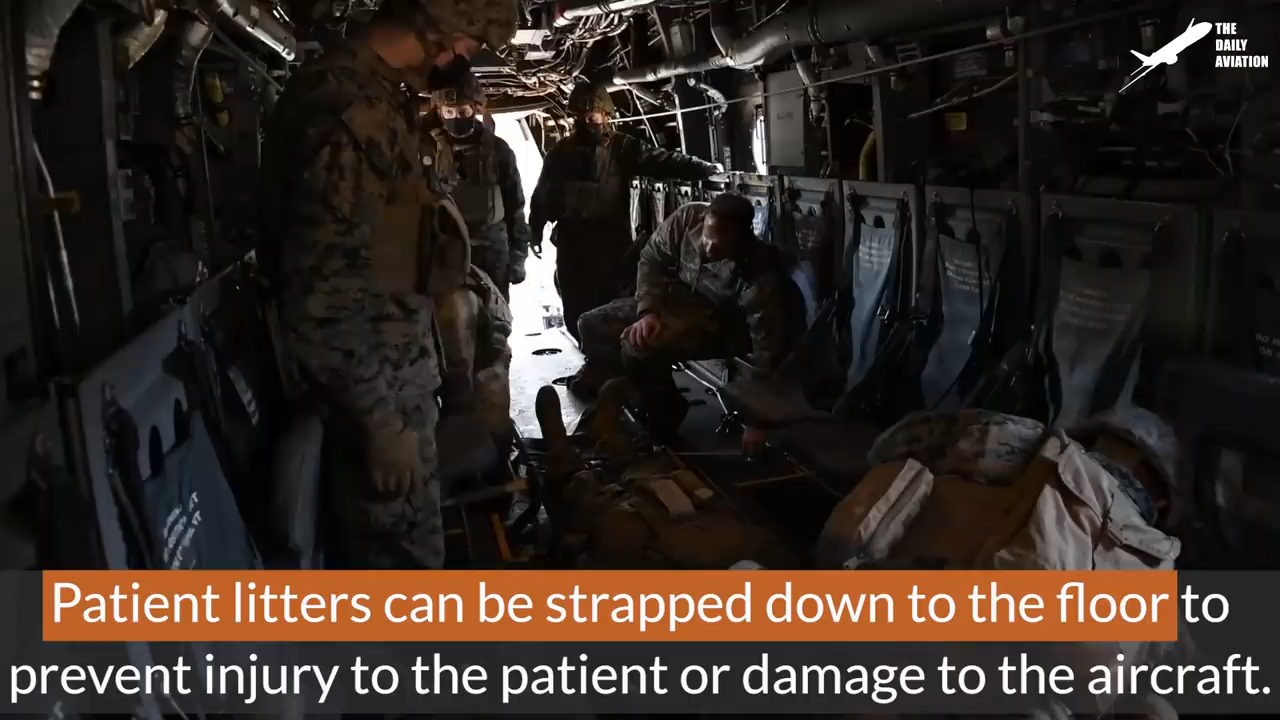 THE
DAILY
AVIATION
Patient litters can be strapped down to the floor to
prevent injury to the patient or damage to the aircraft.